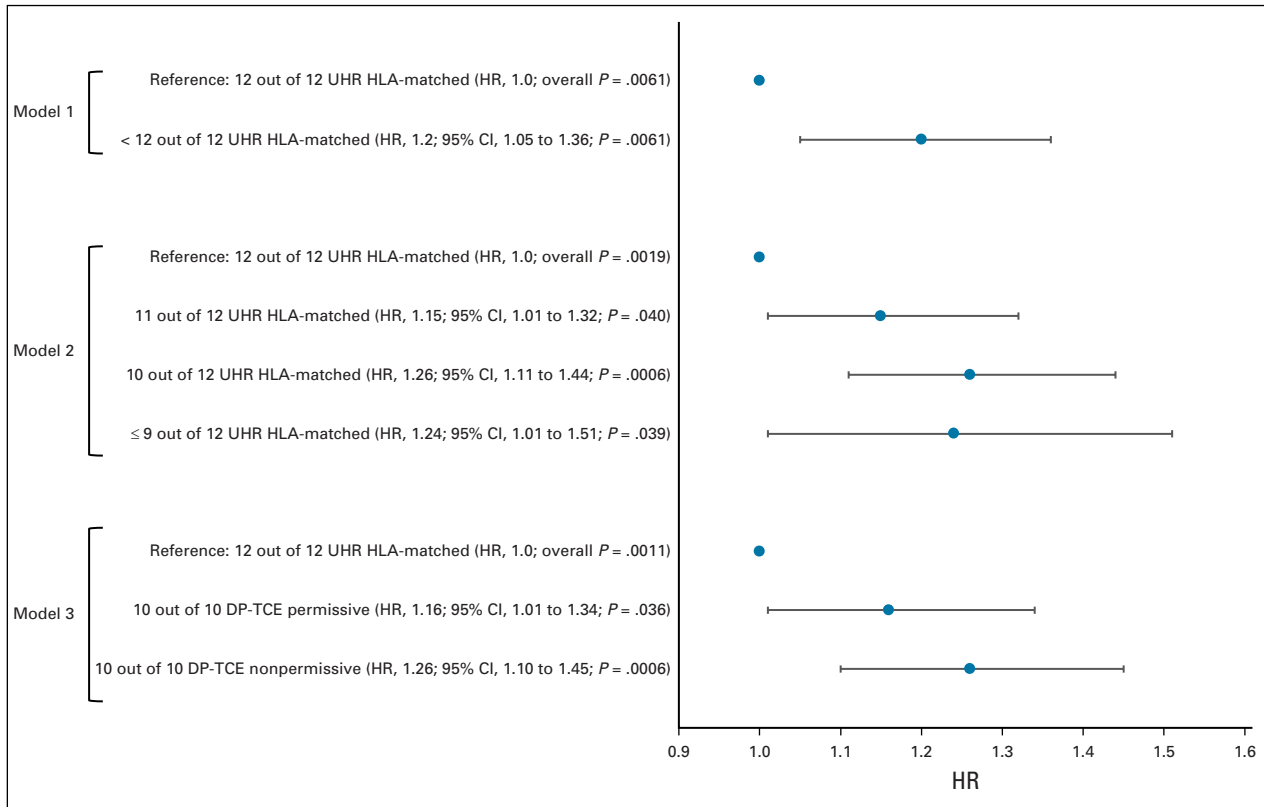 Model 1
Reference: 12 out of 12 UHR HLA-matched (HR, 1.0; overall P = .0061)
< 12 out of 12 UHR HLA-matched (HR, 1.2; 95% CI, 1.05 to 1.36; P = .0061)
Model 2
Reference: 12 out of 12 UHR HLA-matched (HR, 1.0; overall P = .0019)
11 out of 12 UHR HLA-matched (HR, 1.15; 95% CI, 1.01 to 1.32; P = .040)
10 out of 12 UHR HLA-matched (HR, 1.26; 95% CI, 1.11 to 1.44; P = .0006)
≤ 9 out of 12 UHR HLA-matched (HR, 1.24; 95% CI, 1.01 to 1.51; P = .039)
Model 3
Reference: 12 out of 12 UHR HLA-matched (HR, 1.0; overall P = .0011)
10 out of 10 DP-TCE permissive (HR, 1.16; 95% CI, 1.01 to 1.34; P = .036)
10 out of 10 DP-TCE nonpermissive (HR, 1.26; 95% CI, 1.10 to 1.45; P = .0006)
0.9 1.0 1.1 1.2 1.3 1.4 1.5 1.6
HR